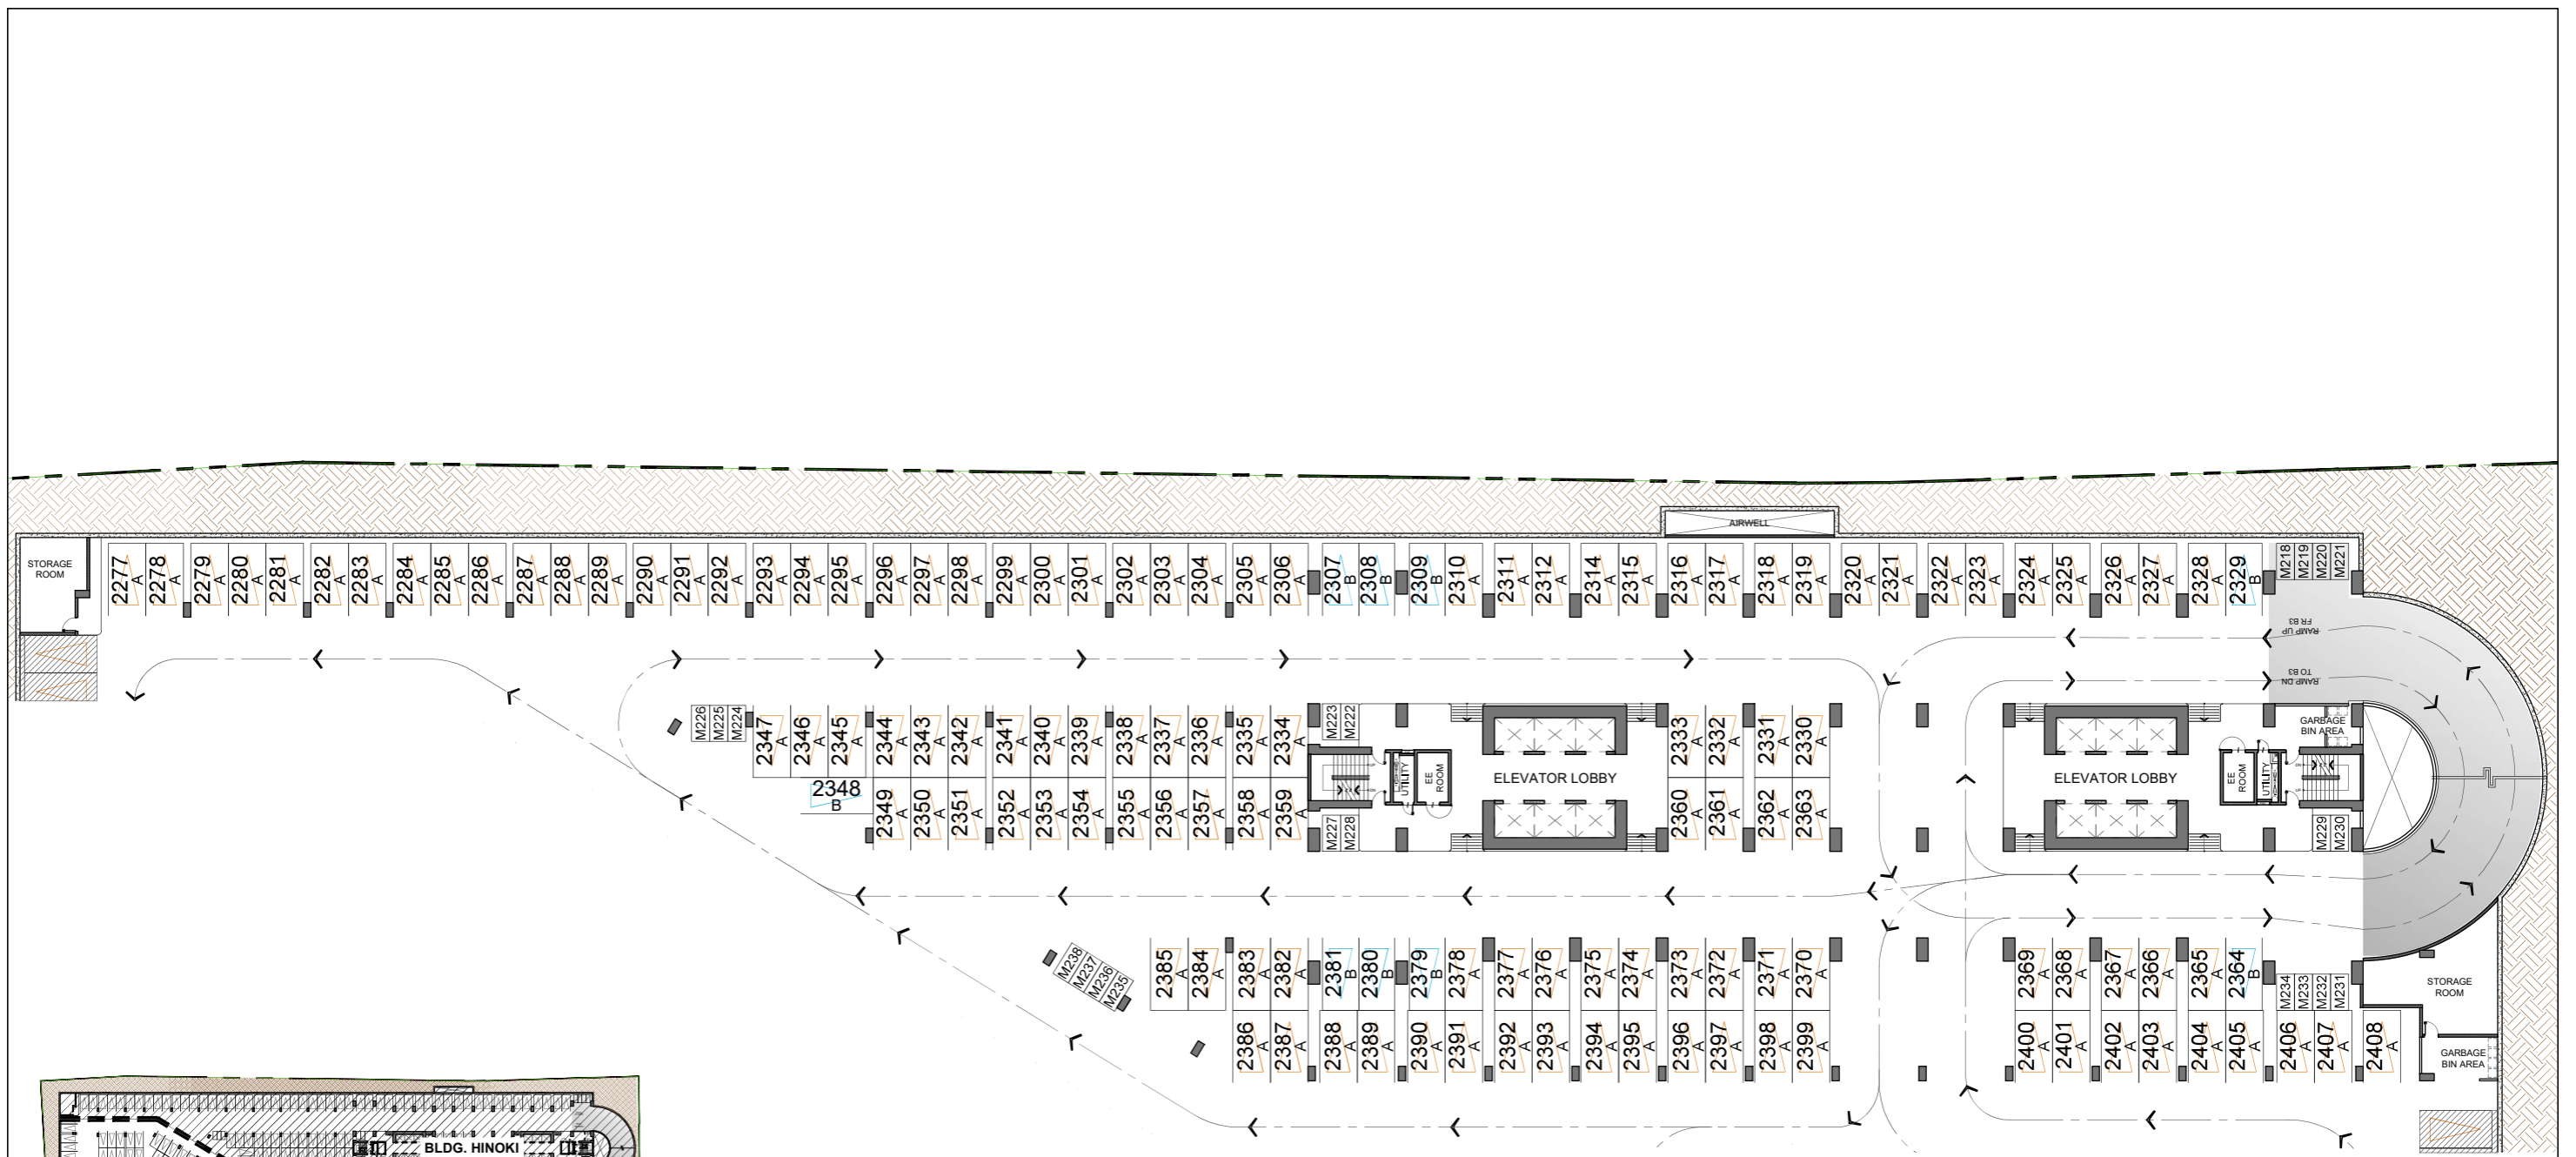 AIRWELL
STORAGE
ROOM
2277 A
2278 A
2279 A
2280 A
2281 A
2282 A
2283 A
2284 A
2285 A
2286 A
2287 A
2288 A
2289 A
2290 A
2291 A
2292 A
2293 A
2294 A
2295 A
2296 A
2297 A
2298 A
2299 A
2300 A
2301 A
2302 A
2303 A
2304 A
2305 A
2306 A
2307 B
2308 B
2309 B
2310 A
2311 A
2312 A
2314 A
2315 A
2316 A
2317 A
2318 A
2319 A
2320 A
2321 A
2322 A
2323 A
2324 A
2325 A
2326 A
2327 A
2328 A
2329 B
M218
M219
M220
M221
RAMP UP
FR B3
RAMP DN
TO B3
M226
M225
M224
2347 A
2346 A
2345 A
2344 A
2343 A
2342 A
2341 A
2340 A
2339 A
2338 A
2337 A
2336 A
2335 A
2334 A
M223
M222
2333 A
2332 A
2331 A
2330 A
GARBAGE
BIN AREA
UTILITY
EE
ROOM
ELEVATOR LOBBY
ELEVATOR LOBBY
EE
ROOM
UTILITY
2348
B
2349 A
2350 A
2351 A
2352 A
2353 A
2354 A
2355 A
2356 A
2357 A
2358 A
2359 A
M227
M228
2360 A
2361 A
2362 A
2363 A
M229
M230
M238
M237
M236
M235
2385 A
2384 A
2383 A
2382 A
2381 B
2380 B
2379 B
2378 A
2377 A
2376 A
2375 A
2374 A
2373 A
2372 A
2371 A
2370 A
2369 A
2368 A
2367 A
2366 A
2365 A
2364 B
M234
M233
M232
M231
STORAGE
ROOM
2386 A
2387 A
2388 A
2389 A
2390 A
2391 A
2392 A
2393 A
2394 A
2395 A
2396 A
2397 A
2398 A
2399 A
2400 A
2401 A
2402 A
2403 A
2404 A
2405 A
2406 A
2407 A
2408 A
GARBAGE
BIN AREA
BLDG. HINOKI